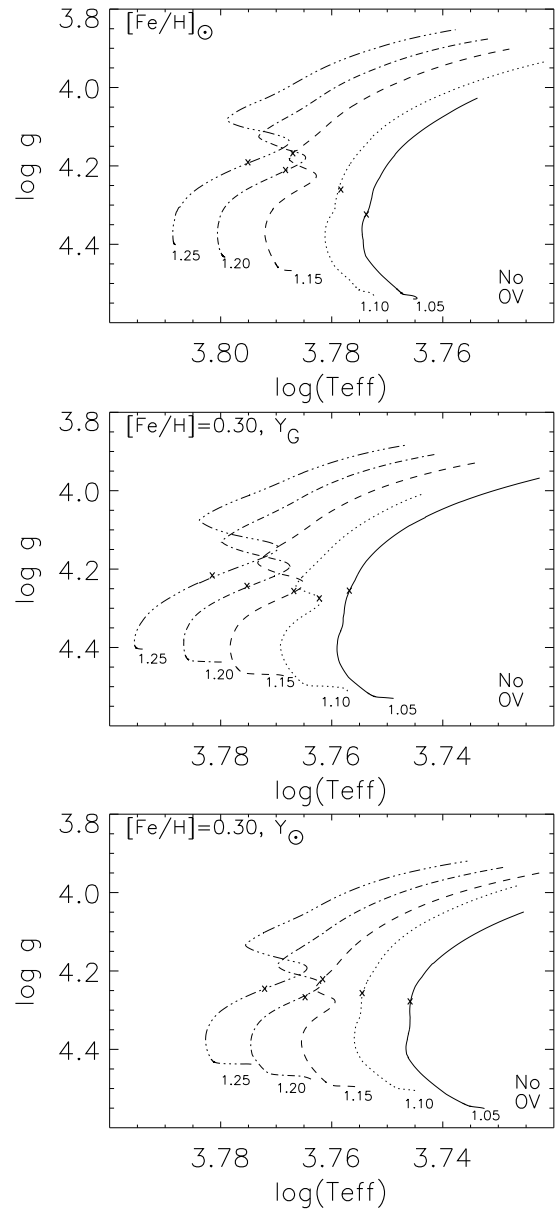 [Fe/H]☉
3.8
4.0
4.2
4.4
log g
1.25
1.20
1.15
1.10
1.05
No
OV
3.80 3.78 3.76
log(Teff)
[Fe/H]=0.30, Y_G
3.8
4.0
4.2
4.4
log g
1.25
1.20
1.15
1.10
1.05
No
OV
3.78 3.76 3.74
log(Teff)
[Fe/H]=0.30, Y☉
3.8
4.0
4.2
4.4
log g
1.25
1.20
1.15
1.10
1.05
No
OV
3.78 3.76 3.74
log(Teff)